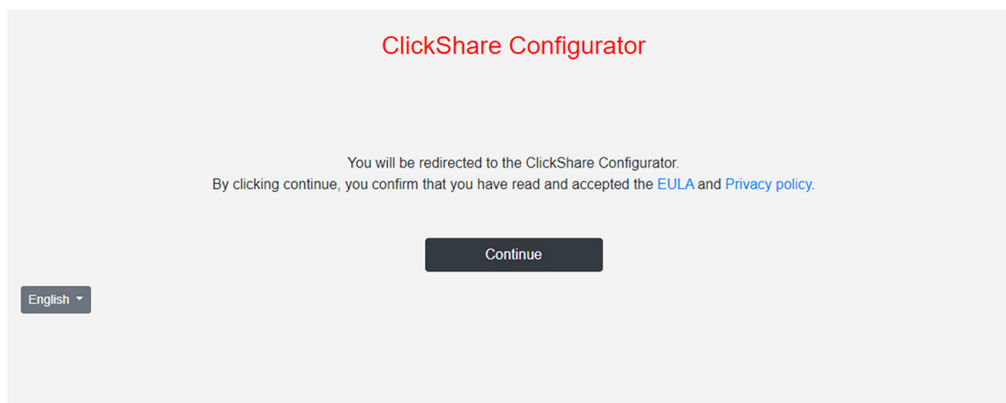 ClickShare Configurator
You will be redirected to the ClickShare Configurator.
By clicking continue, you confirm that you have read and accepted the EULA and Privacy policy.
Continue
English